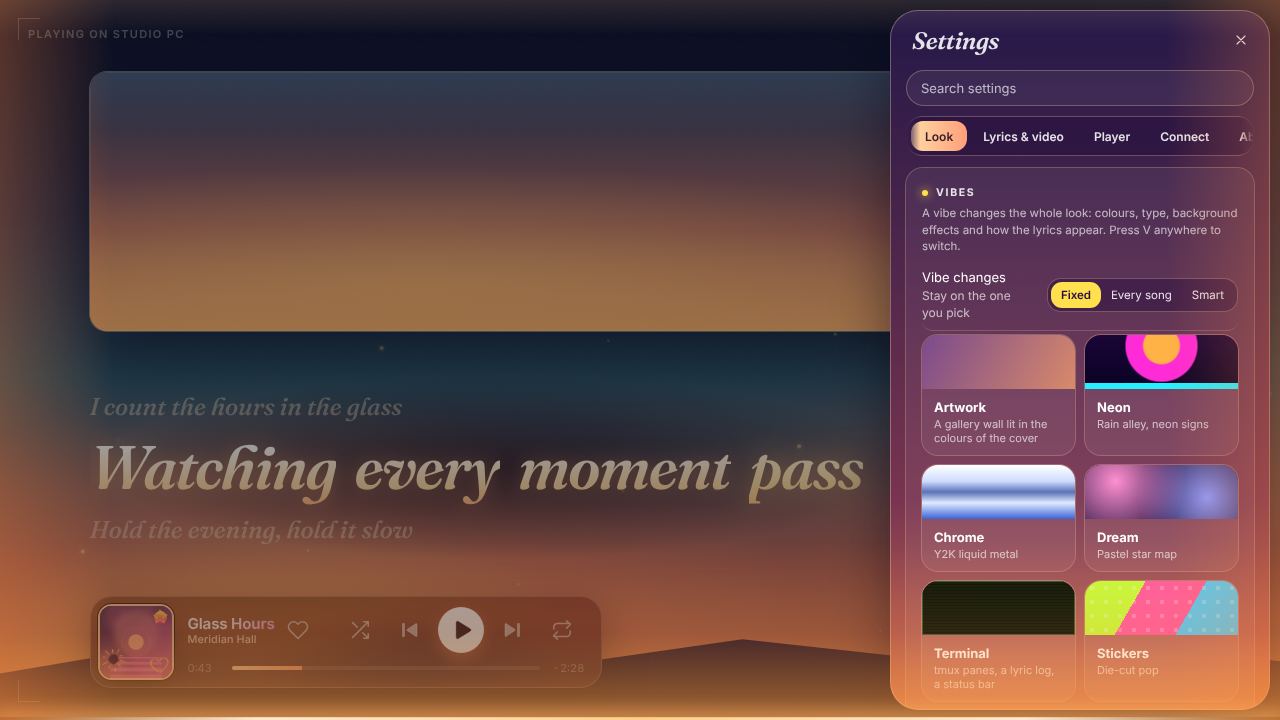 PLAYING ON STUDIO PC
I count the hours in the glass
Watching every moment pass
Hold the evening, hold it slow
Glass Hours
Meridian Hall
0:43
-2:28
Settings
Search settings
Look
Lyrics & video
Player
Connect
VIBES
A vibe changes the whole look: colours, type, background
effects and how the lyrics appear. Press V anywhere to
switch.
Vibe changes
Stay on the one
you pick
Fixed
Every song
Smart
Artwork
A gallery wall lit in the
colours of the cover
Neon
Rain alley, neon signs
Chrome
Y2K liquid metal
Dream
Pastel star map
Terminal
tmux panes, a lyric log,
a status bar
Stickers
Die-cut pop